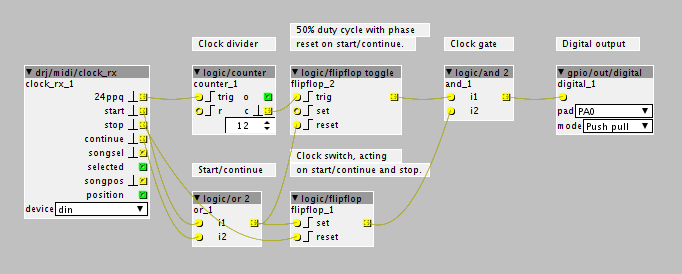 50% duty cycle with phase
Clock divider
reset on start/continue.
Clock gate
Digital output
drj/midi/clock_rx
logic/counter
logic/flipflop toggle
logic/and 2
gpio/out/digital
clock_rx_1
counter_1
flipflop_2
and_1
digital_1
24ppq
trig
o
trig
i1
start
r
c
set
i2
pad
PA0
stop
12
reset
mode
Push pull
continue
songsel
Clock switch, acting
selected
Start/continue
on start/continue and stop.
songpos
position
logic/or 2
logic/flipflop
device
din
or_1
flipflop_1
i1
set
i2
reset